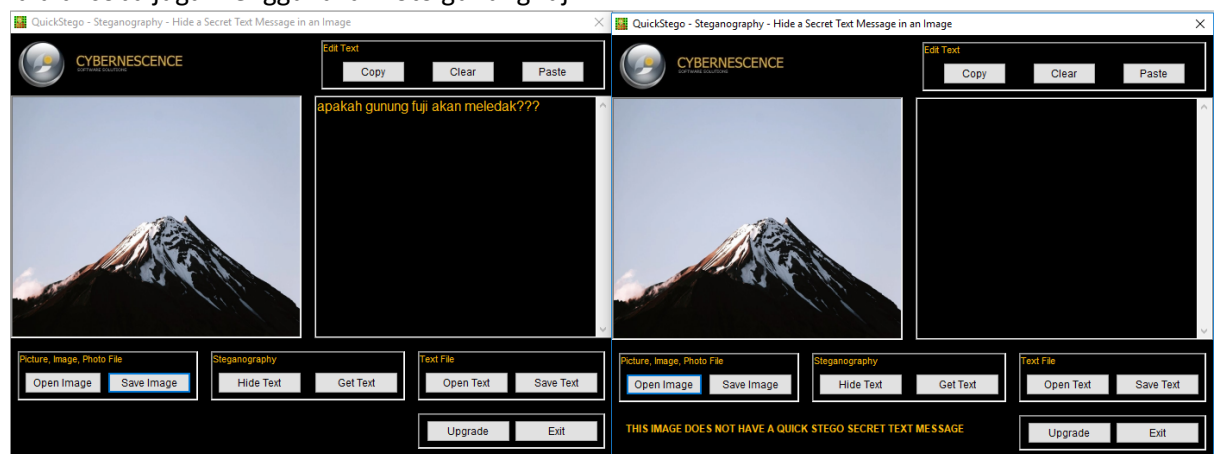 QuickStego - Steganography - Hide a Secret Text Message in an Image
CYBERNESCENCE
SOFTWARE SOLUTIONS
Edit Text
Copy Clear Paste
apakah gunung fuji akan meledak???
Picture, Image, Photo File
Open Image Save Image
Steganography
Hide Text Get Text
Text File
Open Text Save Text
Upgrade Exit
QuickStego - Steganography - Hide a Secret Text Message in an Image
CYBERNESCENCE
SOFTWARE SOLUTIONS
Edit Text
Copy Clear Paste
Picture, Image, Photo File
Open Image Save Image
Steganography
Hide Text Get Text
Text File
Open Text Save Text
THIS IMAGE DOES NOT HAVE A QUICK STEGO SECRET TEXT MESSAGE
Upgrade Exit